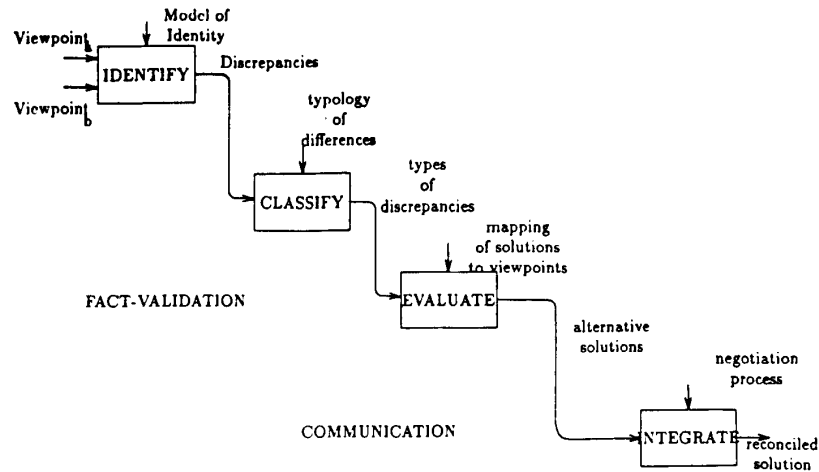 Model of
Identity
Viewpoint a
IDENTIFY
Discrepancies
Viewpoint b
typology
of
differences
CLASSIFY
types
of
discrepancies
mapping
of solutions
to viewpoints
FACT-VALIDATION
EVALUATE
alternative
solutions
negotiation
process
COMMUNICATION
INTEGRATE
reconciled
solution